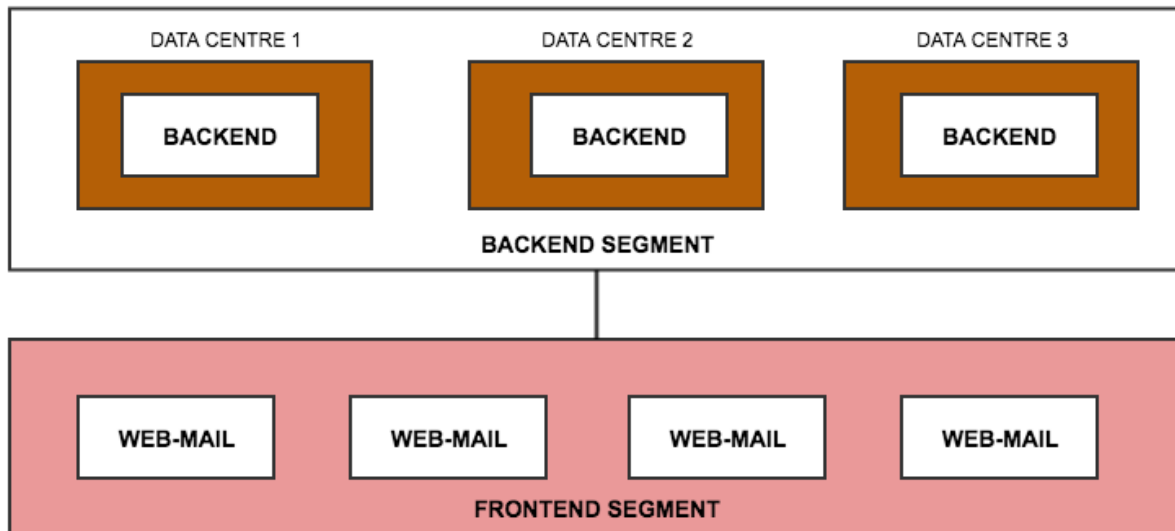 DATA CENTRE 1
DATA CENTRE 2
DATA CENTRE 3
BACKEND
BACKEND
BACKEND
BACKEND SEGMENT
WEB-MAIL
WEB-MAIL
WEB-MAIL
WEB-MAIL
FRONTEND SEGMENT